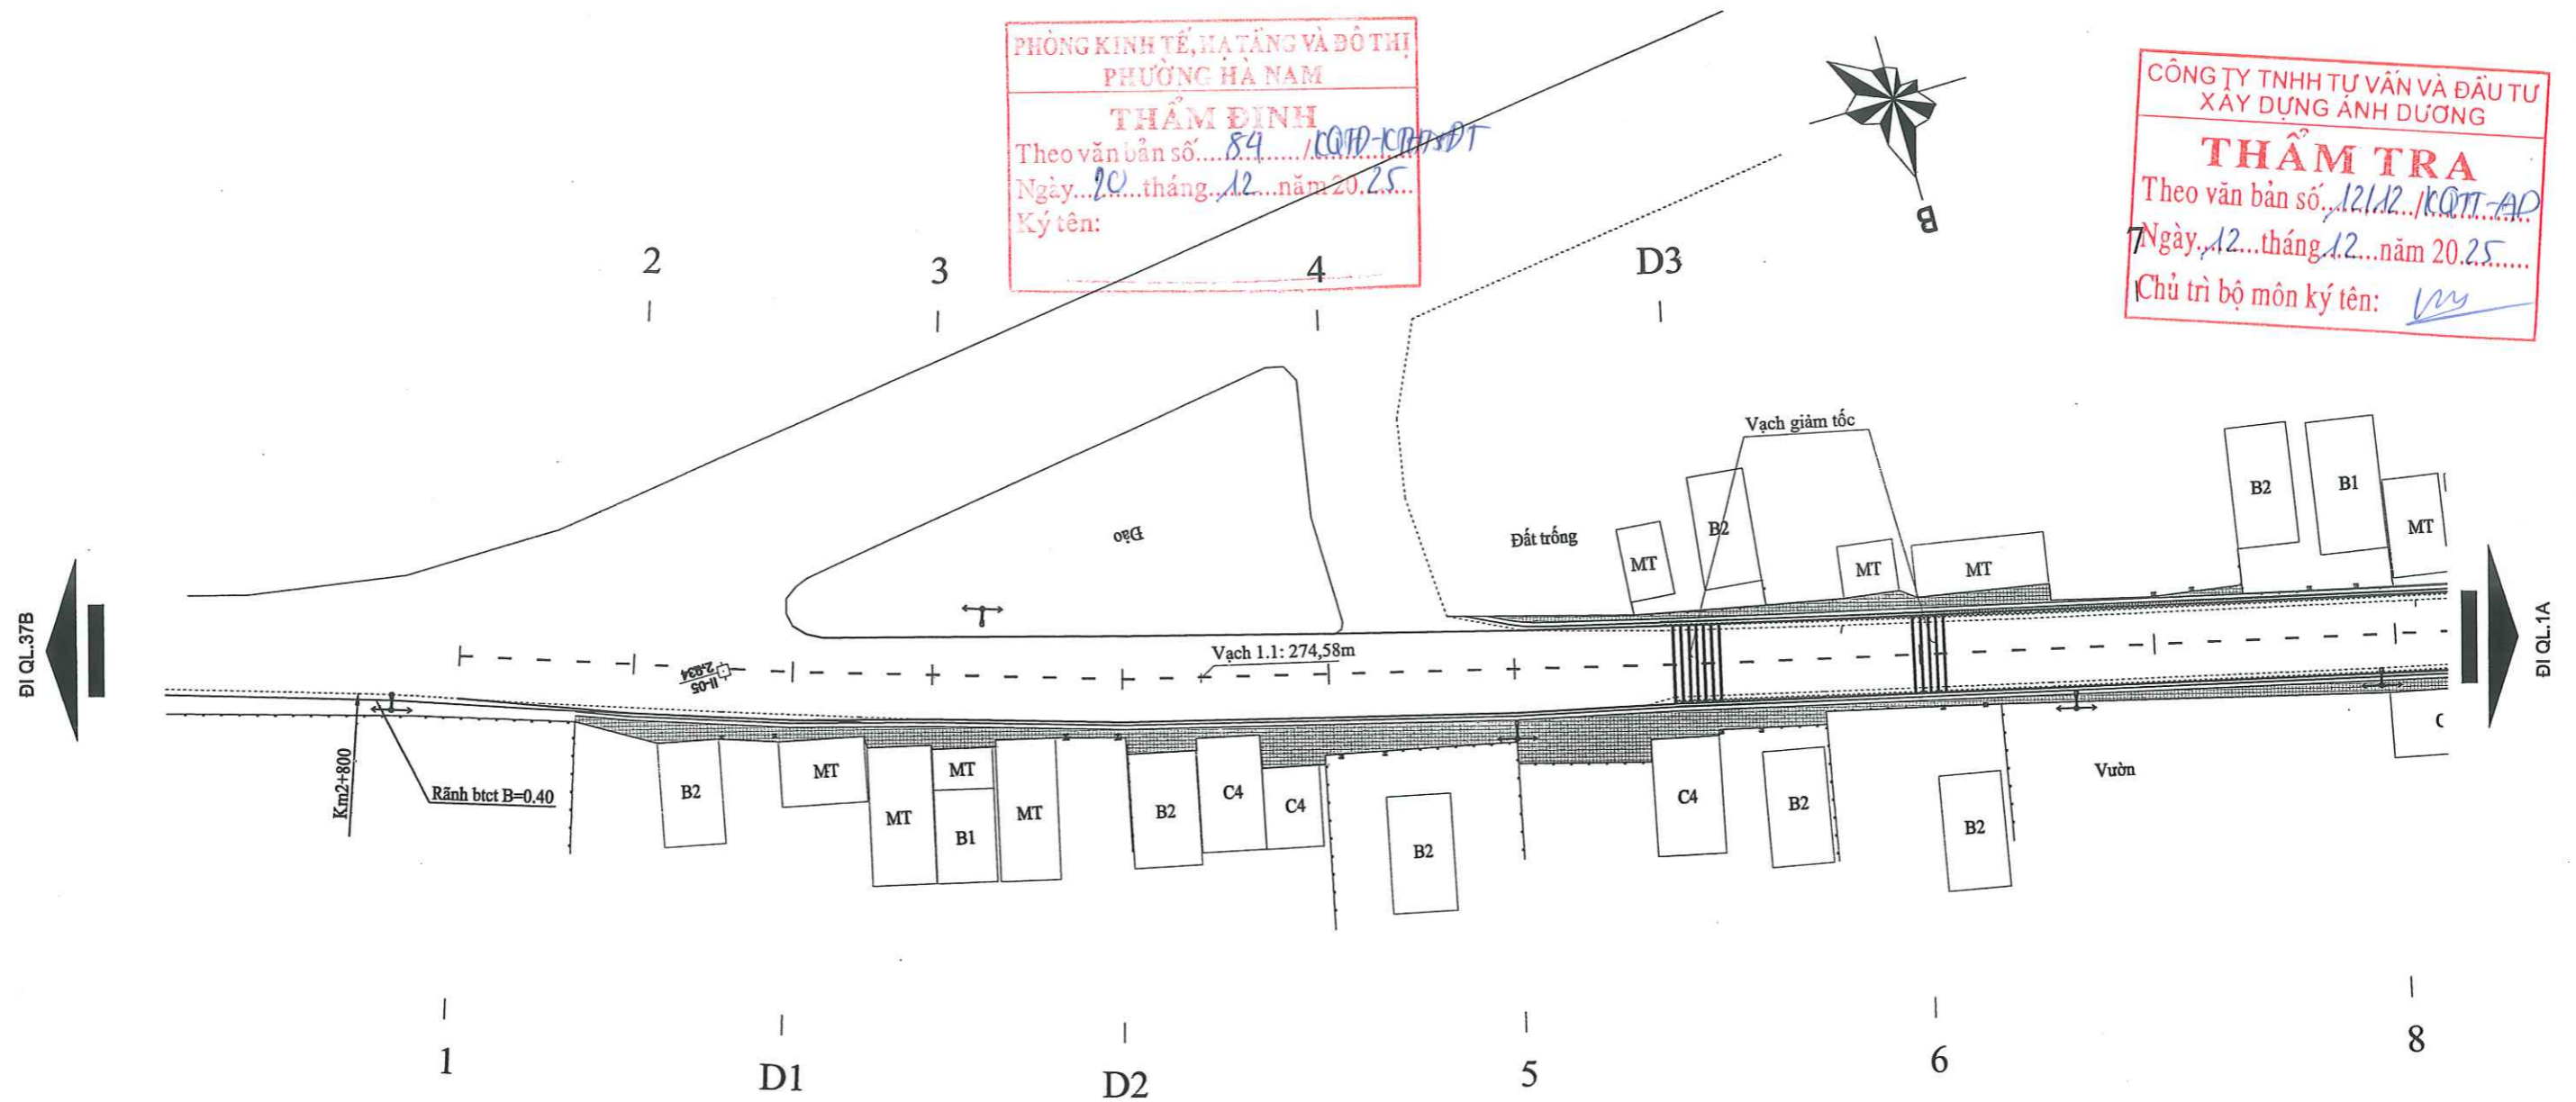 PHÒNG KINH TẾ, HẠ TẦNG VÀ ĐÔ THỊ
PHƯỜNG HÀ NAM
THẨM ĐỊNH
Theo văn bản số....84....../
Ngày...20...tháng..12...năm 20.25....
Ký tên:
CÔNG TY TNHH TƯ VẤN VÀ ĐẦU TƯ
XÂY DỰNG ÁNH DƯƠNG
THẨM TRA
Theo văn bản số..1212../KQTT-AD
Ngày..12...tháng.12...năm 20.25......
Chủ trì bộ môn ký tên:
B
2
3
4
D3
7
Vạch giảm tốc
Đảo
Đất trống
MT
B2
MT
MT
B2
B1
MT
ĐI QL.37B
ĐI QL.1A
II-05
2,034
Vạch 1.1: 274,58m
Km2+800
Rãnh btct B=0.40
B2
MT
MT
MT
B1
MT
B2
C4
C4
B2
C4
B2
B2
Vườn
C
1
D1
D2
5
6
8